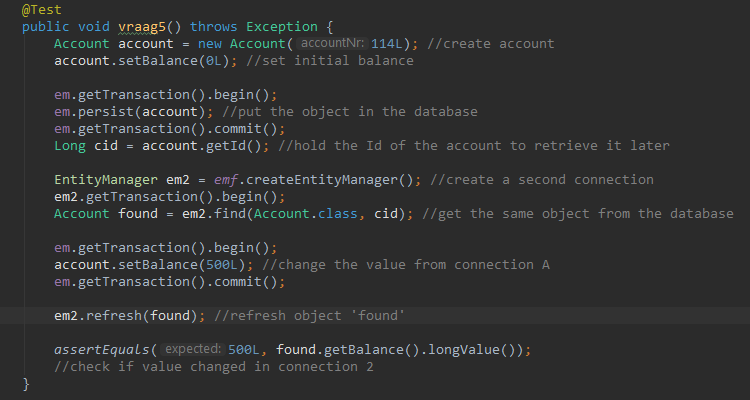 @Test
public void vraag5() throws Exception {
Account account = new Account( accountNr: 114L); //create account
account.setBalance(0L); //set initial balance
em.getTransaction().begin();
em.persist(account); //put the object in the database
em.getTransaction().commit();
Long cid = account.getId(); //hold the Id of the account to retrieve it later
EntityManager em2 = emf.createEntityManager(); //create a second connection
em2.getTransaction().begin();
Account found = em2.find(Account.class, cid); //get the same object from the database
em.getTransaction().begin();
account.setBalance(500L); //change the value from connection A
em.getTransaction().commit();
em2.refresh(found); //refresh object 'found'
assertEquals( expected: 500L, found.getBalance().longValue());
//check if value changed in connection 2
}